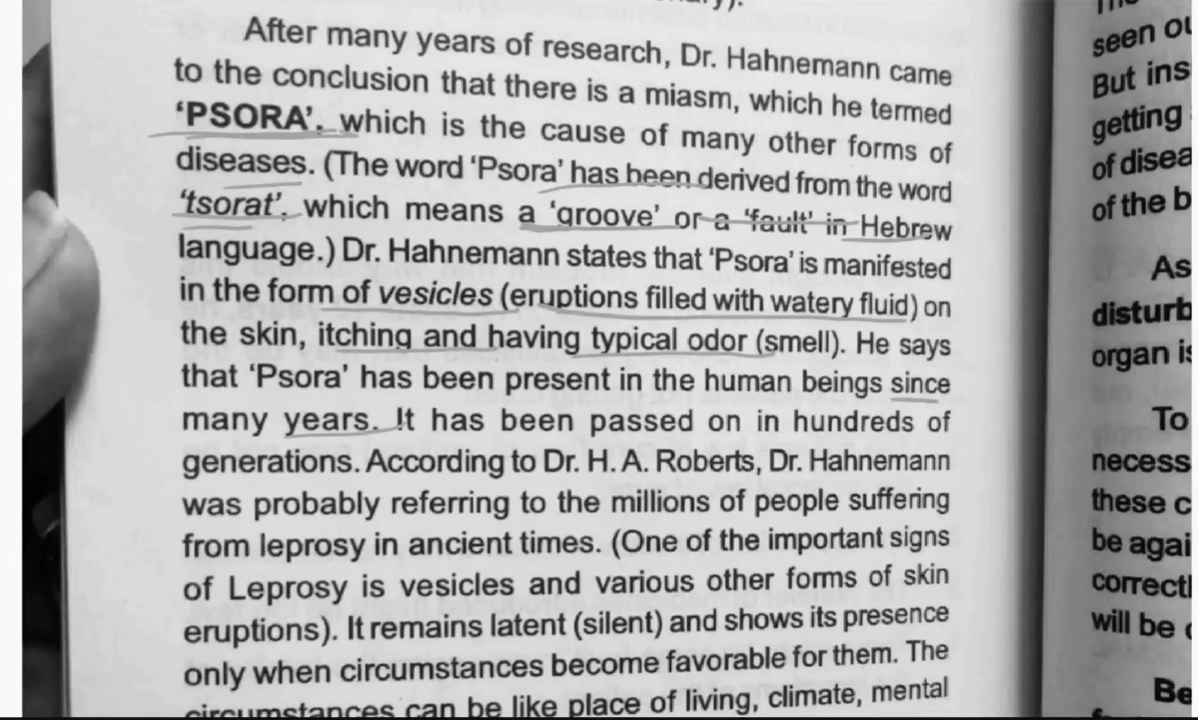 After many years of research, Dr. Hahnemann came
to the conclusion that there is a miasm, which he termed
‘PSORA’, which is the cause of many other forms of
diseases. (The word ‘Psora’ has been derived from the word
‘tsorat’, which means a ‘groove’ or a ‘fault’ in Hebrew
language.) Dr. Hahnemann states that ‘Psora’ is manifested
in the form of vesicles (eruptions filled with watery fluid) on
the skin, itching and having typical odor (smell). He says
that ‘Psora’ has been present in the human beings since
many years. It has been passed on in hundreds of
generations. According to Dr. H. A. Roberts, Dr. Hahnemann
was probably referring to the millions of people suffering
from leprosy in ancient times. (One of the important signs
of Leprosy is vesicles and various other forms of skin
eruptions). It remains latent (silent) and shows its presence
only when circumstances become favorable for them. The
circumstances can be like place of living, climate, mental
seen
But ins
getting
of disea
of the b
As
disturb
organ
To
necess
these c
be agai
correctl
will be
Be